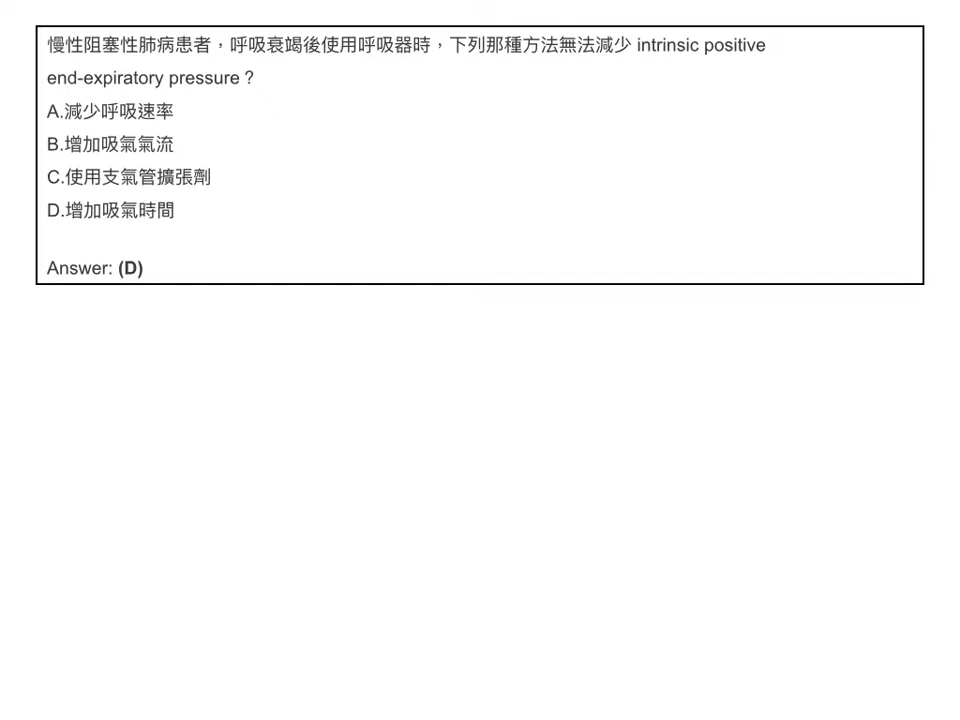 慢性阻塞性肺病患者，呼吸衰竭後使用呼吸器時，下列那種方法無法減少 intrinsic positive
end-expiratory pressure？
A.減少呼吸速率
B.增加吸氣氣流
C.使用支氣管擴張劑
D.增加吸氣時間
Answer: (D)